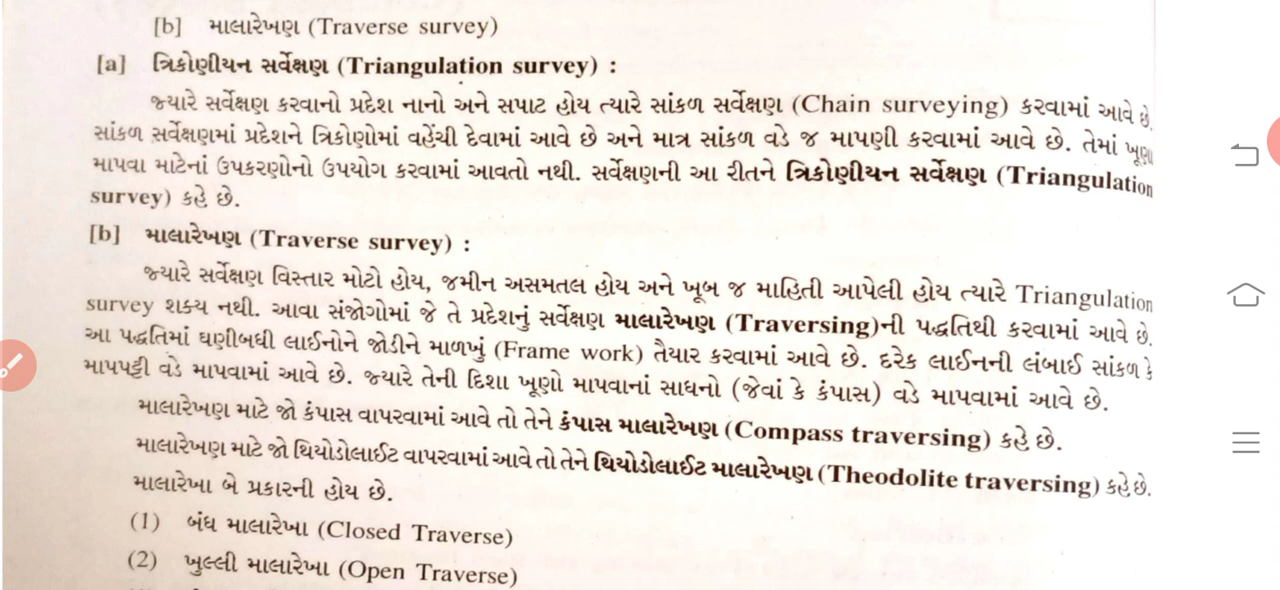 [b] માલારેખણ (Traverse survey)
[a] ત્રિકોણીયન સર્વેક્ષણ (Triangulation survey) :
જ્યારે સર્વેક્ષણ કરવાનો પ્રદેશ નાનો અને સપાટ હોય ત્યારે સાંકળ સર્વેક્ષણ (Chain surveying) કરવામાં આવે છે.
સાંકળ સર્વેક્ષણમાં પ્રદેશને ત્રિકોણોમાં વહેંચી દેવામાં આવે છે અને માત્ર સાંકળ વડે જ માપણી કરવામાં આવે છે. તેમાં ખૂણા
માપવા માટેનાં ઉપકરણોનો ઉપયોગ કરવામાં આવતો નથી. સર્વેક્ષણની આ રીતને ત્રિકોણીયન સર્વેક્ષણ (Triangulation
survey) કહે છે.
[b] માલારેખણ (Traverse survey) :
જ્યારે સર્વેક્ષણ વિસ્તાર મોટો હોય, જમીન અસમતલ હોય અને ખૂબ જ માહિતી આપેલી હોય ત્યારે Triangulation
survey શક્ય નથી. આવા સંજોગોમાં જે તે પ્રદેશનું સર્વેક્ષણ માલારેખણ (Traversing)ની પદ્ધતિથી કરવામાં આવે છે.
આ પદ્ધતિમાં ઘણીબધી લાઈનોને જોડીને માળખું (Frame work) તૈયાર કરવામાં આવે છે. દરેક લાઈનની લંબાઈ સાંકળ કે
માપપટ્ટી વડે માપવામાં આવે છે. જ્યારે તેની દિશા ખૂણો માપવાનાં સાધનો (જેવાં કે કંપાસ) વડે માપવામાં આવે છે.
માલારેખણ માટે જો કંપાસ વાપરવામાં આવે તો તેને કંપાસ માલારેખણ (Compass traversing) કહે છે.
માલારેખણ માટે જો થિયોડોલાઈટ વાપરવામાં આવે તો તેને થિયોડોલાઈટ માલારેખણ (Theodolite traversing) કહે છે.
માલારેખા બે પ્રકારની હોય છે.
(1) બંધ માલારેખા (Closed Traverse)
(2) ખુલ્લી માલારેખા (Open Traverse)